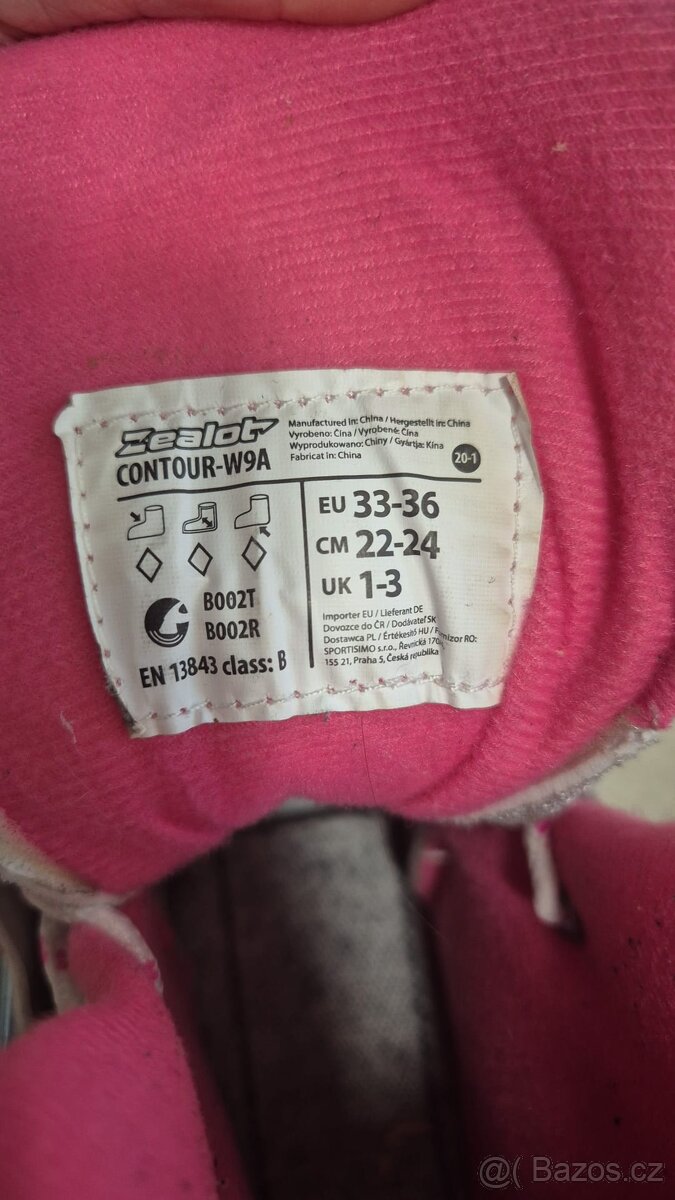 Zealot
CONTOUR-W9A
Manufactured in: China / Hergestellt in: China
Vyrobeno: Čína / Vyrobené: Čína
Wyprodukowano: Chiny / Gyártja: Kína
Fabricat in: China
20-1
EU 33-36
CM 22-24
UK 1-3
B002T
B002R
EN 13843 class: B
Importer EU / Lieferant DE
Dovozce do ČR / Dodávateľ SK
Dostawca PL / Értékesítő HU / RO:
SPORTISIMO s.r.o., Řevnická
155 21, Praha 5, Česká republika
@( Bazos.cz